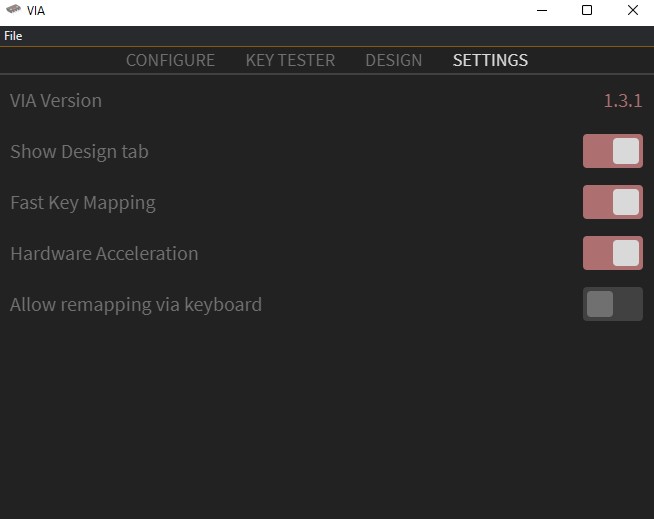 VIA
File
CONFIGURE KEY TESTER DESIGN SETTINGS
VIA Version 1.3.1
Show Design tab
Fast Key Mapping
Hardware Acceleration
Allow remapping via keyboard